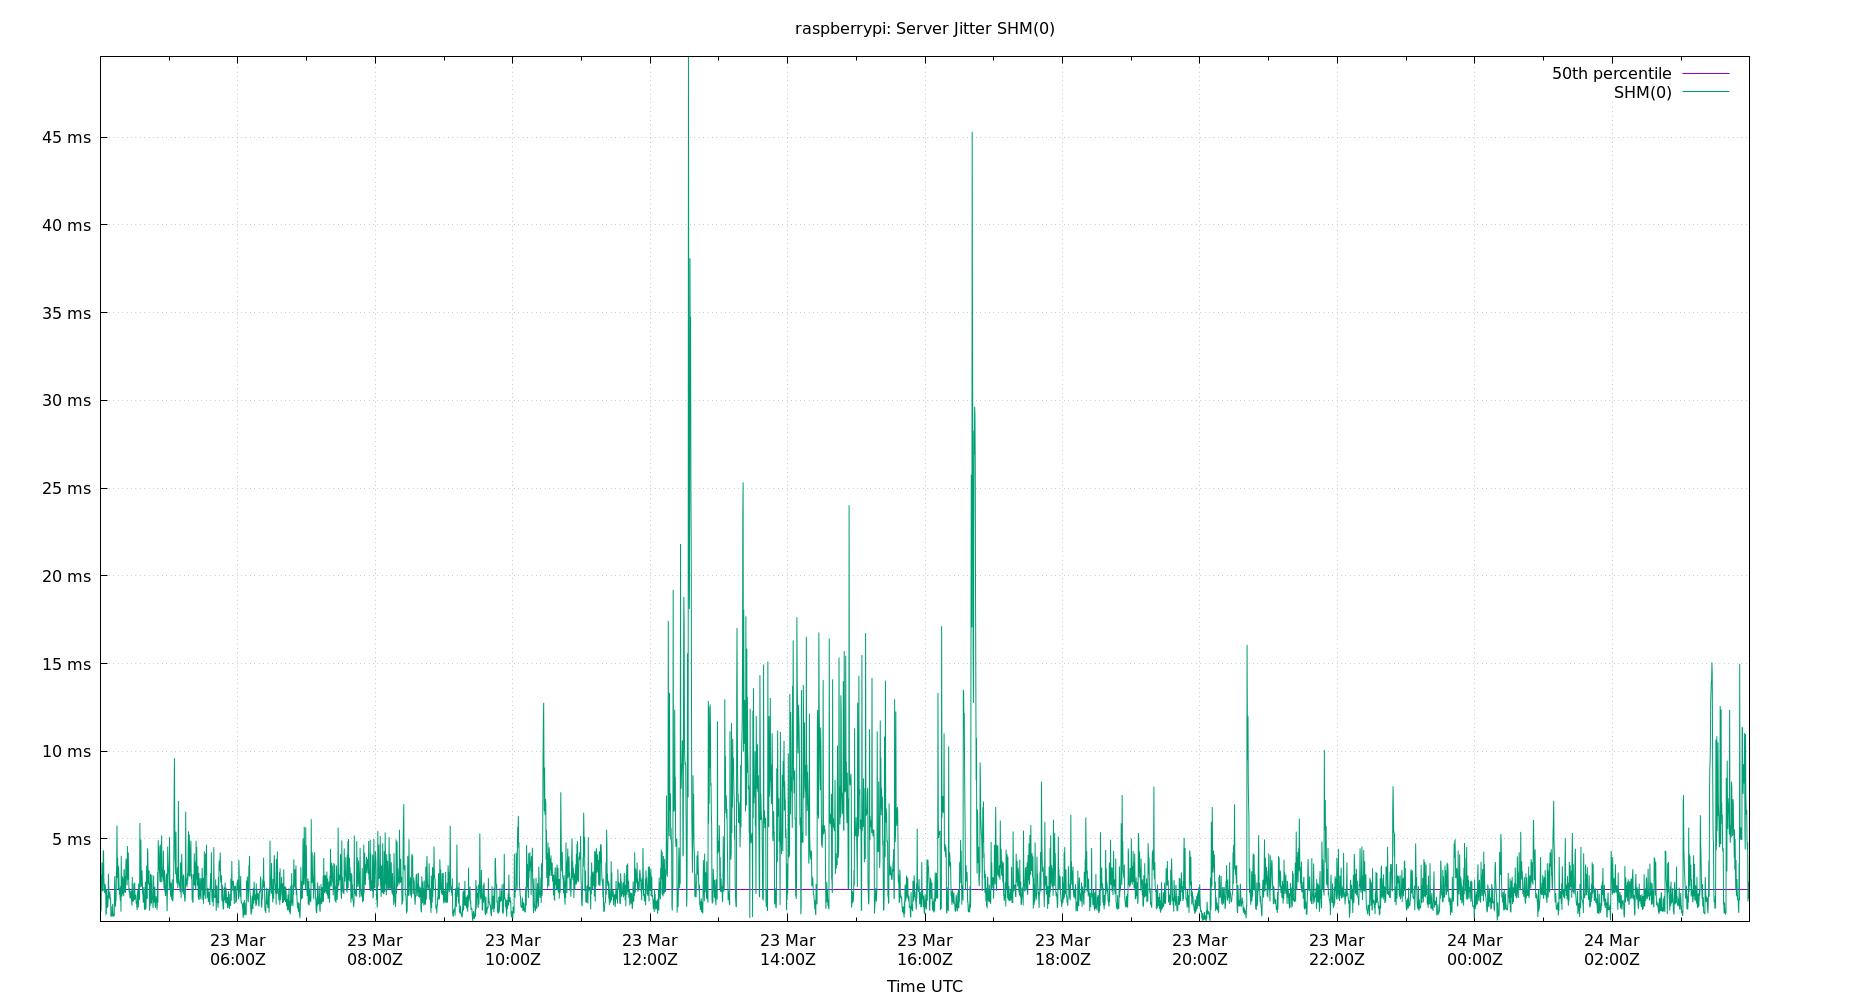 raspberrypi: Server Jitter SHM(0)
50th percentile
SHM(0)
45 ms
40 ms
35 ms
30 ms
25 ms
20 ms
15 ms
10 ms
5 ms
23 Mar 23 Mar 23 Mar 23 Mar 23 Mar 23 Mar 23 Mar 23 Mar 23 Mar 24 Mar 24 Mar
06:00Z 08:00Z 10:00Z 12:00Z 14:00Z 16:00Z 18:00Z 20:00Z 22:00Z 00:00Z 02:00Z
Time UTC